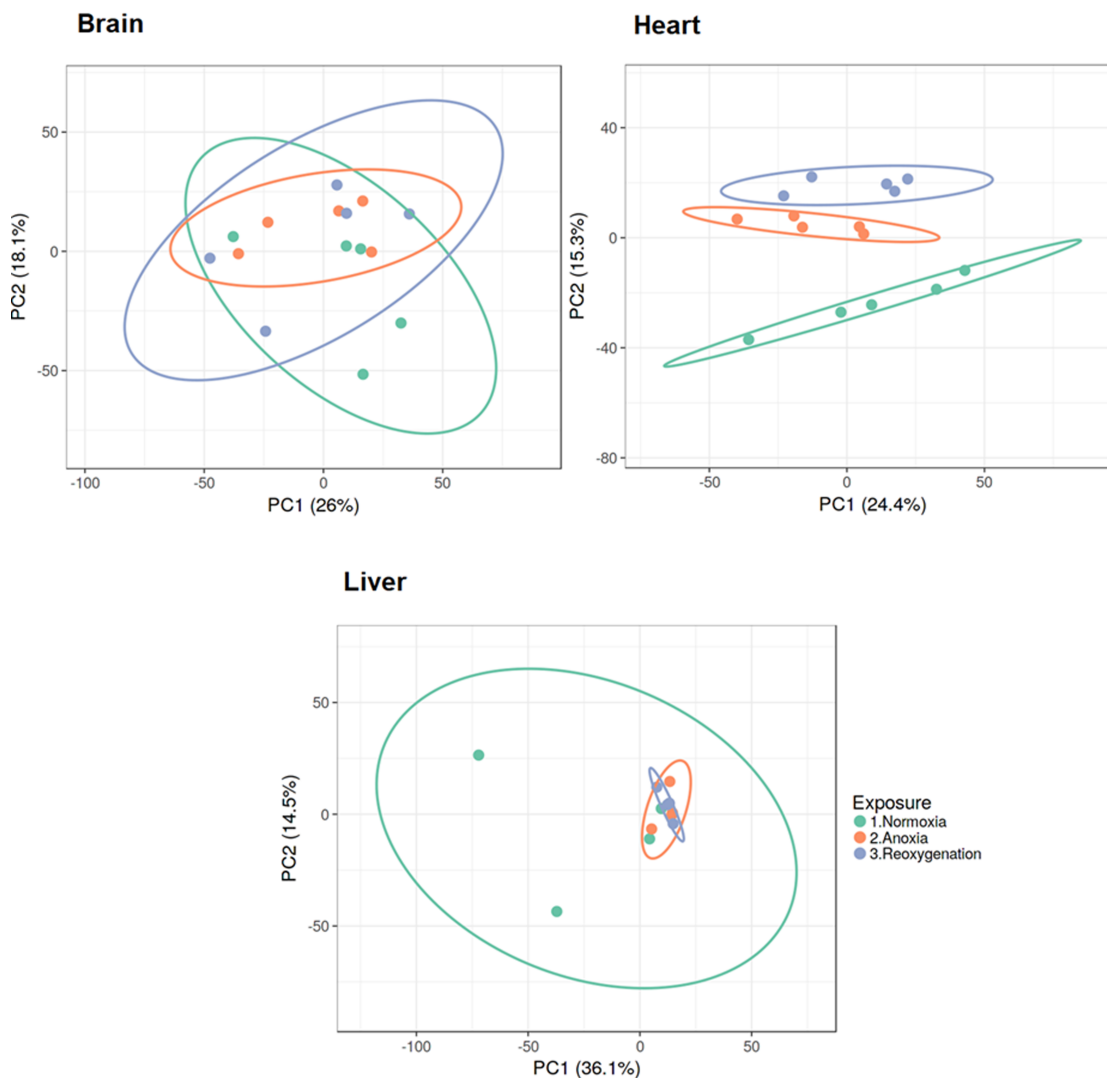 Brain
50
0
-50
-100
-50
0
50
PC2 (18.1%)
PC1 (26%)
Heart
40
0
-40
-80
-50
0
50
PC2 (15.3%)
PC1 (24.4%)
Liver
50
0
-50
-100
-50
0
50
PC2 (14.5%)
PC1 (36.1%)
Exposure
1.Normoxia
2.Anoxia
3.Reoxygenation